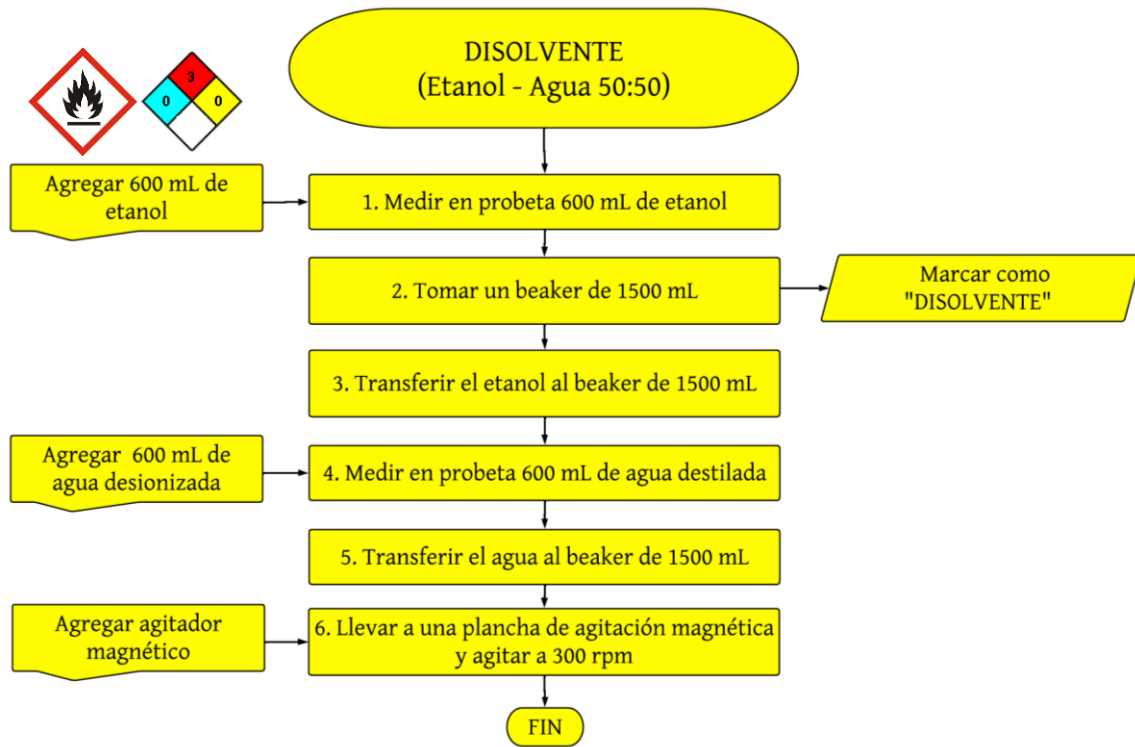 DISOLVENTE
(Etanol - Agua 50:50)
3
0
0
Agregar 600 mL de
etanol
1. Medir en probeta 600 mL de etanol
2. Tomar un beaker de 1500 mL
Marcar como
"DISOLVENTE"
3. Transferir el etanol al beaker de 1500 mL
Agregar  600 mL de
agua desionizada
4. Medir en probeta 600 mL de agua destilada
5. Transferir el agua al beaker de 1500 mL
Agregar agitador
magnético
6. Llevar a una plancha de agitación magnética
y agitar a 300 rpm
FIN